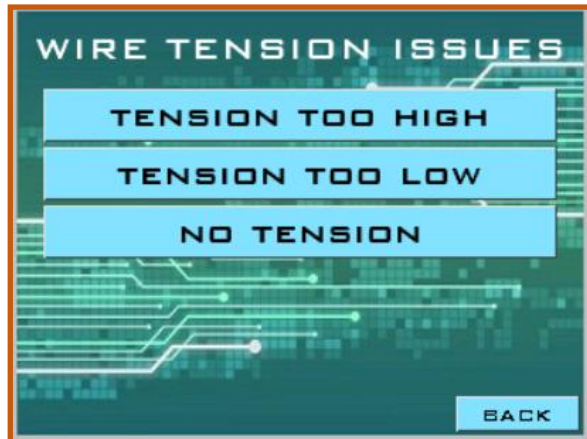 WIRE TENSION ISSUES
TENSION TOO HIGH
TENSION TOO LOW
NO TENSION
BACK